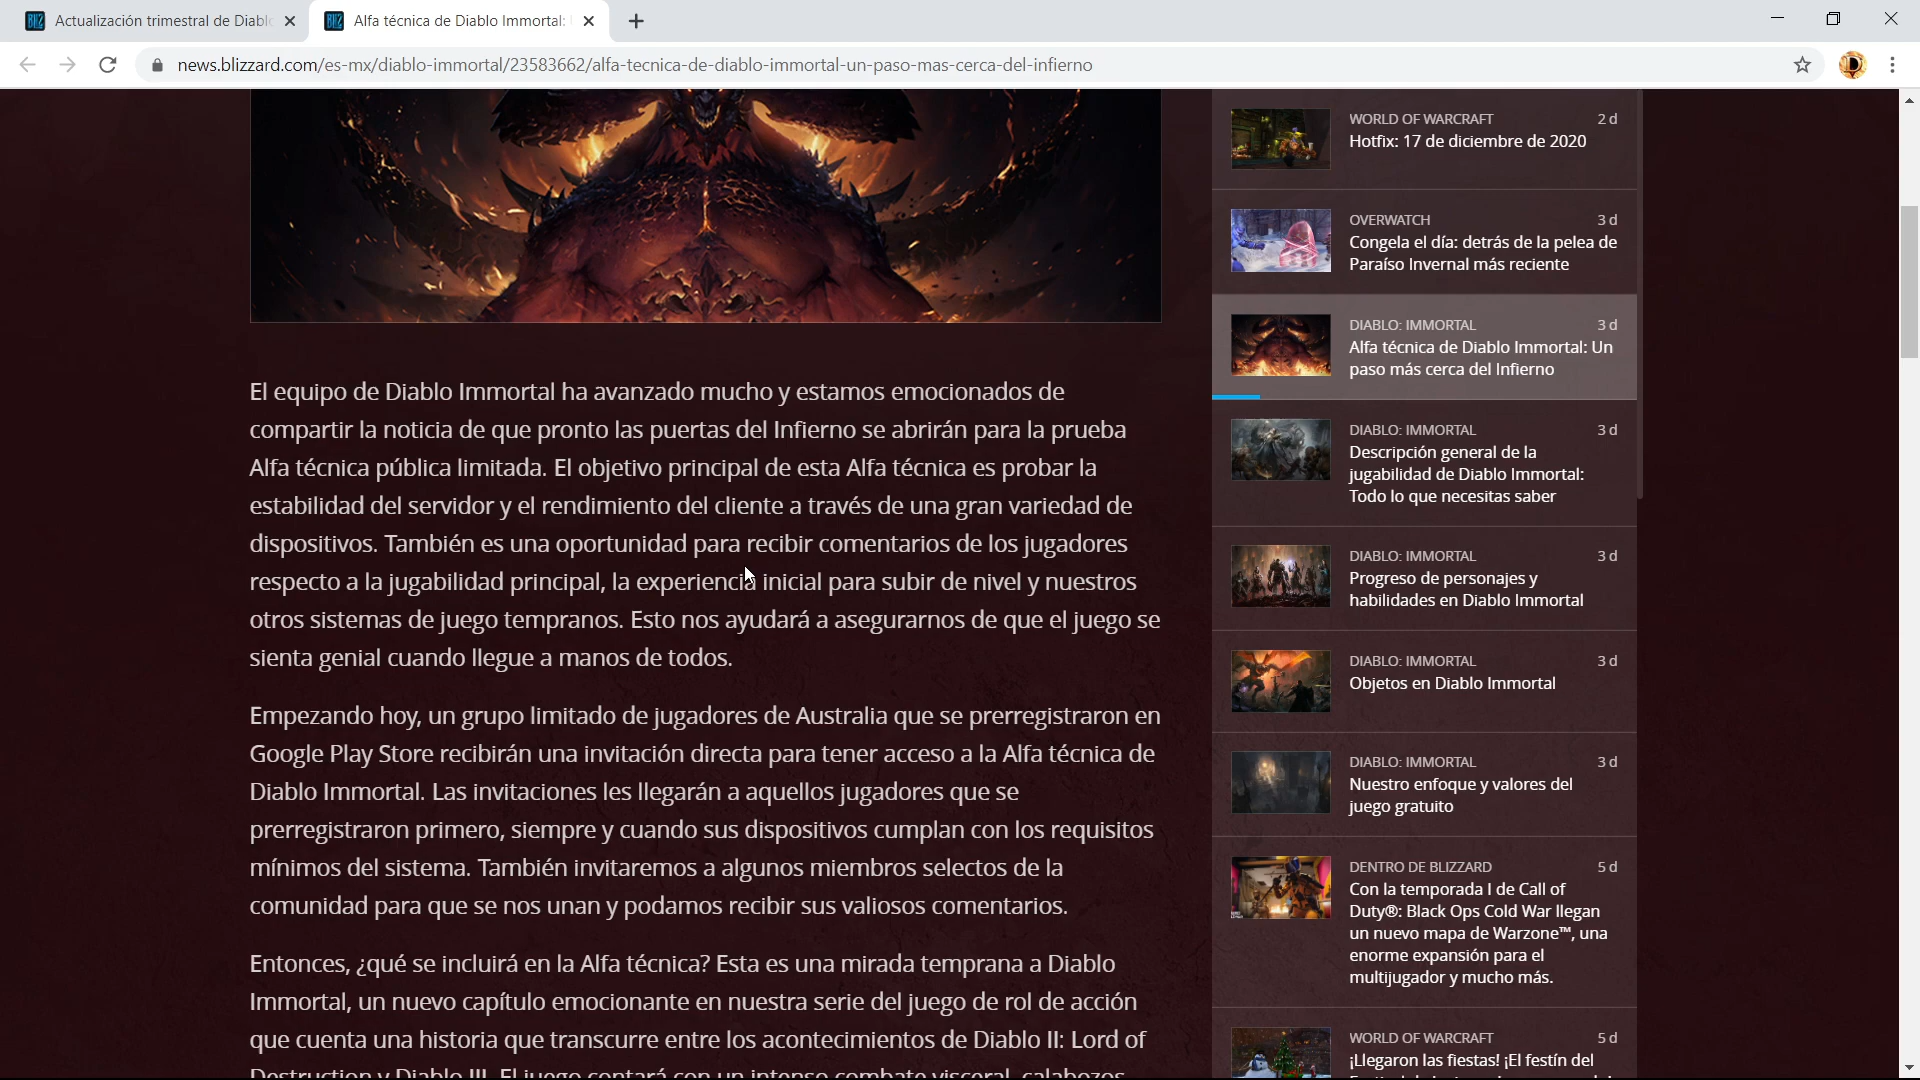 Actualización trimestral de Diabl
Alfa técnica de Diablo Immortal:
news.blizzard.com/es-mx/diablo-immortal/23583662/alfa-tecnica-de-diablo-immortal-un-paso-mas-cerca-del-infierno
El equipo de Diablo Immortal ha avanzado mucho y estamos emocionados de
compartir la noticia de que pronto las puertas del Infierno se abrirán para la prueba
Alfa técnica pública limitada. El objetivo principal de esta Alfa técnica es probar la
estabilidad del servidor y el rendimiento del cliente a través de una gran variedad de
dispositivos. También es una oportunidad para recibir comentarios de los jugadores
respecto a la jugabilidad principal, la experiencia inicial para subir de nivel y nuestros
otros sistemas de juego tempranos. Esto nos ayudará a asegurarnos de que el juego se
sienta genial cuando llegue a manos de todos.
Empezando hoy, un grupo limitado de jugadores de Australia que se prerregistraron en
Google Play Store recibirán una invitación directa para tener acceso a la Alfa técnica de
Diablo Immortal. Las invitaciones les llegarán a aquellos jugadores que se
prerregistraron primero, siempre y cuando sus dispositivos cumplan con los requisitos
mínimos del sistema. También invitaremos a algunos miembros selectos de la
comunidad para que se nos unan y podamos recibir sus valiosos comentarios.
Entonces, ¿qué se incluirá en la Alfa técnica? Esta es una mirada temprana a Diablo
Immortal, un nuevo capítulo emocionante en nuestra serie del juego de rol de acción
que cuenta una historia que transcurre entre los acontecimientos de Diablo II: Lord of
Destruction y Diablo III. El juego contará con un intenso combate visceral, calabozos
WORLD OF WARCRAFT 2 d
Hotfix: 17 de diciembre de 2020
OVERWATCH 3 d
Congela el día: detrás de la pelea de
Paraíso Invernal más reciente
DIABLO: IMMORTAL 3 d
Alfa técnica de Diablo Immortal: Un
paso más cerca del Infierno
DIABLO: IMMORTAL 3 d
Descripción general de la
jugabilidad de Diablo Immortal:
Todo lo que necesitas saber
DIABLO: IMMORTAL 3 d
Progreso de personajes y
habilidades en Diablo Immortal
DIABLO: IMMORTAL 3 d
Objetos en Diablo Immortal
DIABLO: IMMORTAL 3 d
Nuestro enfoque y valores del
juego gratuito
DENTRO DE BLIZZARD 5 d
Con la temporada I de Call of
Duty®: Black Ops Cold War llegan
un nuevo mapa de Warzone™, una
enorme expansión para el
multijugador y mucho más.
WORLD OF WARCRAFT 5 d
¡Llegaron las fiestas! ¡El festín del